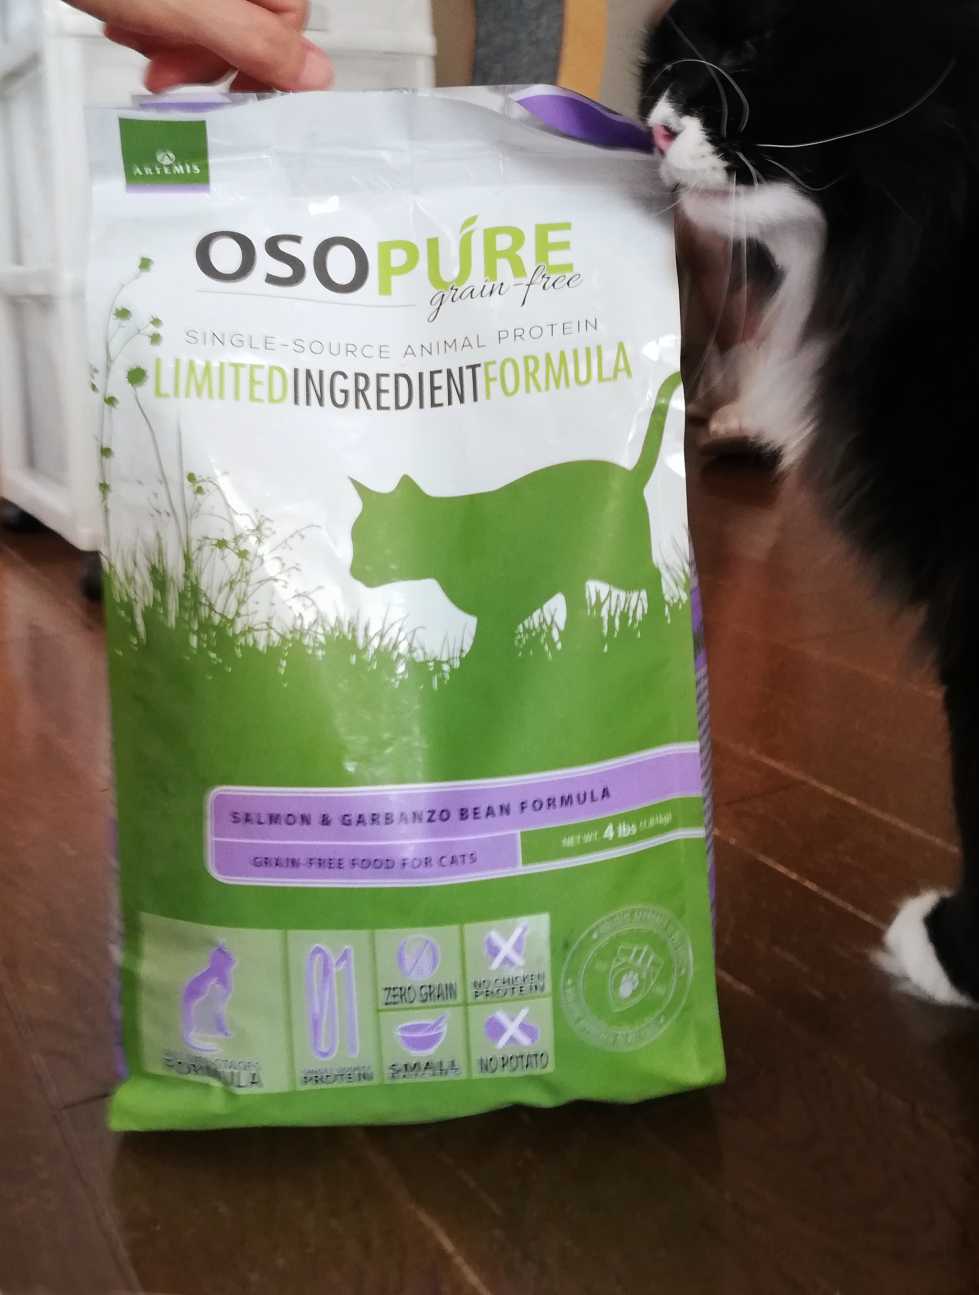 ARTEMIS
OSOPURE
grain-free
SINGLE-SOURCE ANIMAL PROTEIN
LIMITEDINGREDIENTFORMULA
SALMON & GARBANZO BEAN FORMULA
GRAIN-FREE FOOD FOR CATS
NET WT. 4 lbs
ZERO GRAIN
NO CHICKEN
PROTEIN
FORMULA
01
PROTEIN
SMALL
NO POTATO